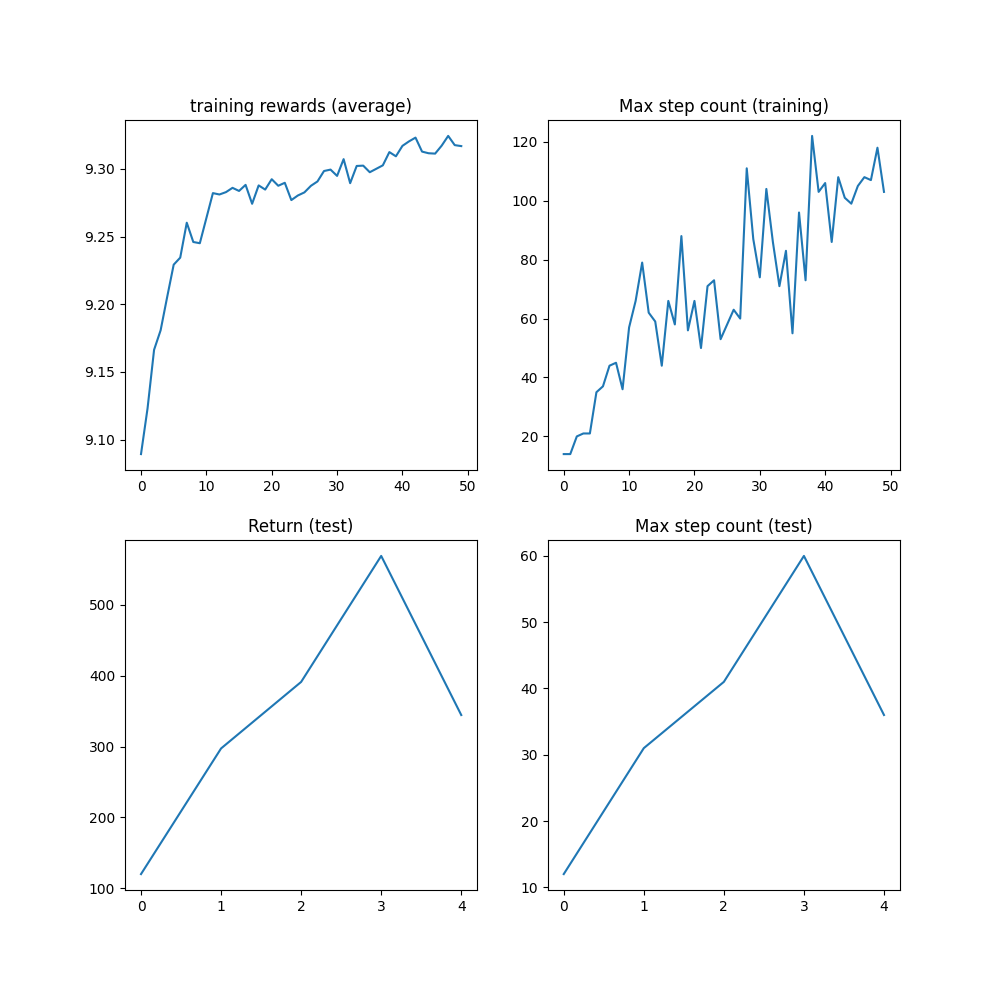 training rewards (average)
9.30
9.25
9.20
9.15
9.10
0 10 20 30 40 50
Max step count (training)
120
100
80
60
40
20
0 10 20 30 40 50
Return (test)
500
400
300
200
100
0 1 2 3 4
Max step count (test)
60
50
40
30
20
10
0 1 2 3 4